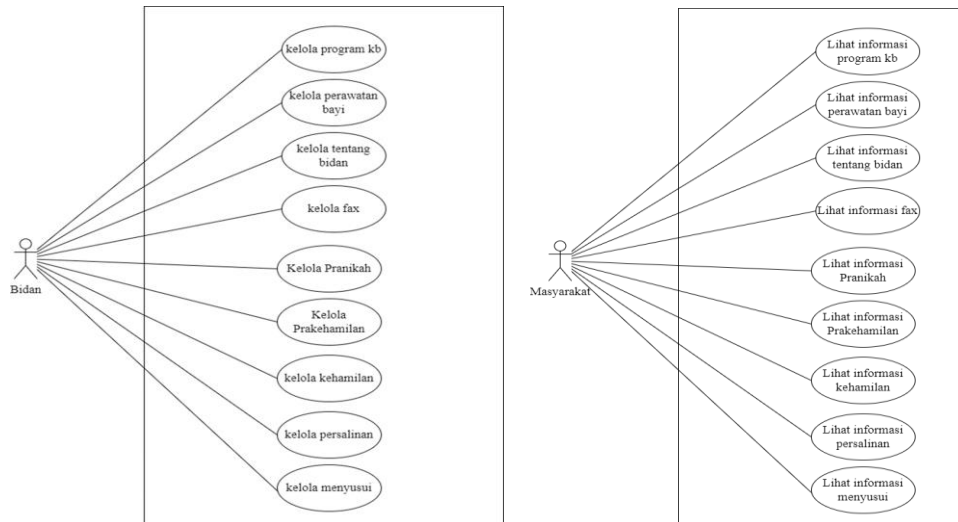 kelola program kb
kelola perawatan
bayi
kelola tentang
bidan
kelola fax
Kelola Pranikah
Kelola
Prakehamilan
kelola kehamilan
kelola persalinan
kelola menyusui
Bidan
Lihat informasi
program kb
Lihat informasi
perawatan bayi
Lihat informasi
tentang bidan
Lihat informasi fax
Lihat informasi
Pranikah
Lihat informasi
Prakehamilan
Lihat informasi
kehamilan
Lihat informasi
persalinan
Lihat informasi
menyusui
Masyarakat